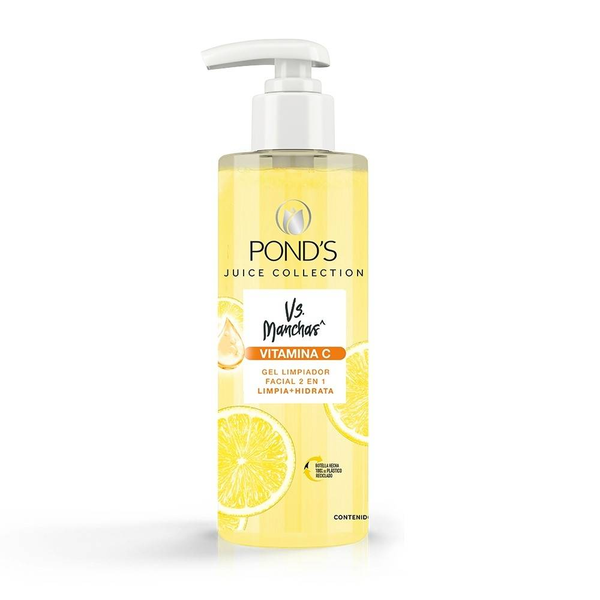 POND'S
JUICE COLLECTION
Vs.
Manchas^
VITAMINA C
GEL LIMPIADOR
FACIAL 2 EN 1
LIMPIA+HIDRATA
BOTELLA HECHA
100% DE PLÁSTICO
RECICLADO
CONTENID